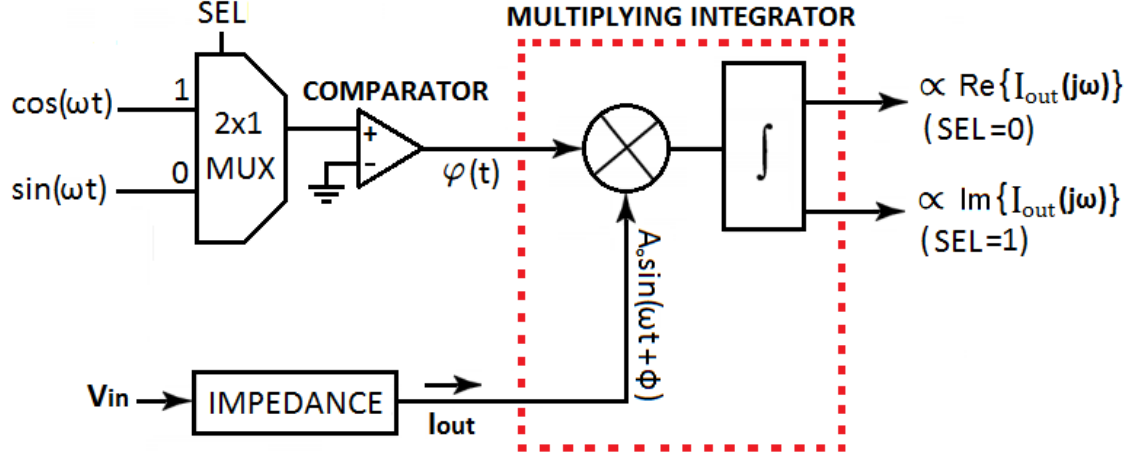 SEL
MULTIPLYING INTEGRATOR
cos(ωt)
1
2x1
MUX
sin(ωt)
0
COMPARATOR
+
-
φ(t)
∫
∝ Re{Iout(jω)}
(SEL=0)
∝ Im{Iout(jω)}
(SEL=1)
Aₒsin(ωt+ϕ)
Vin
IMPEDANCE
Iout